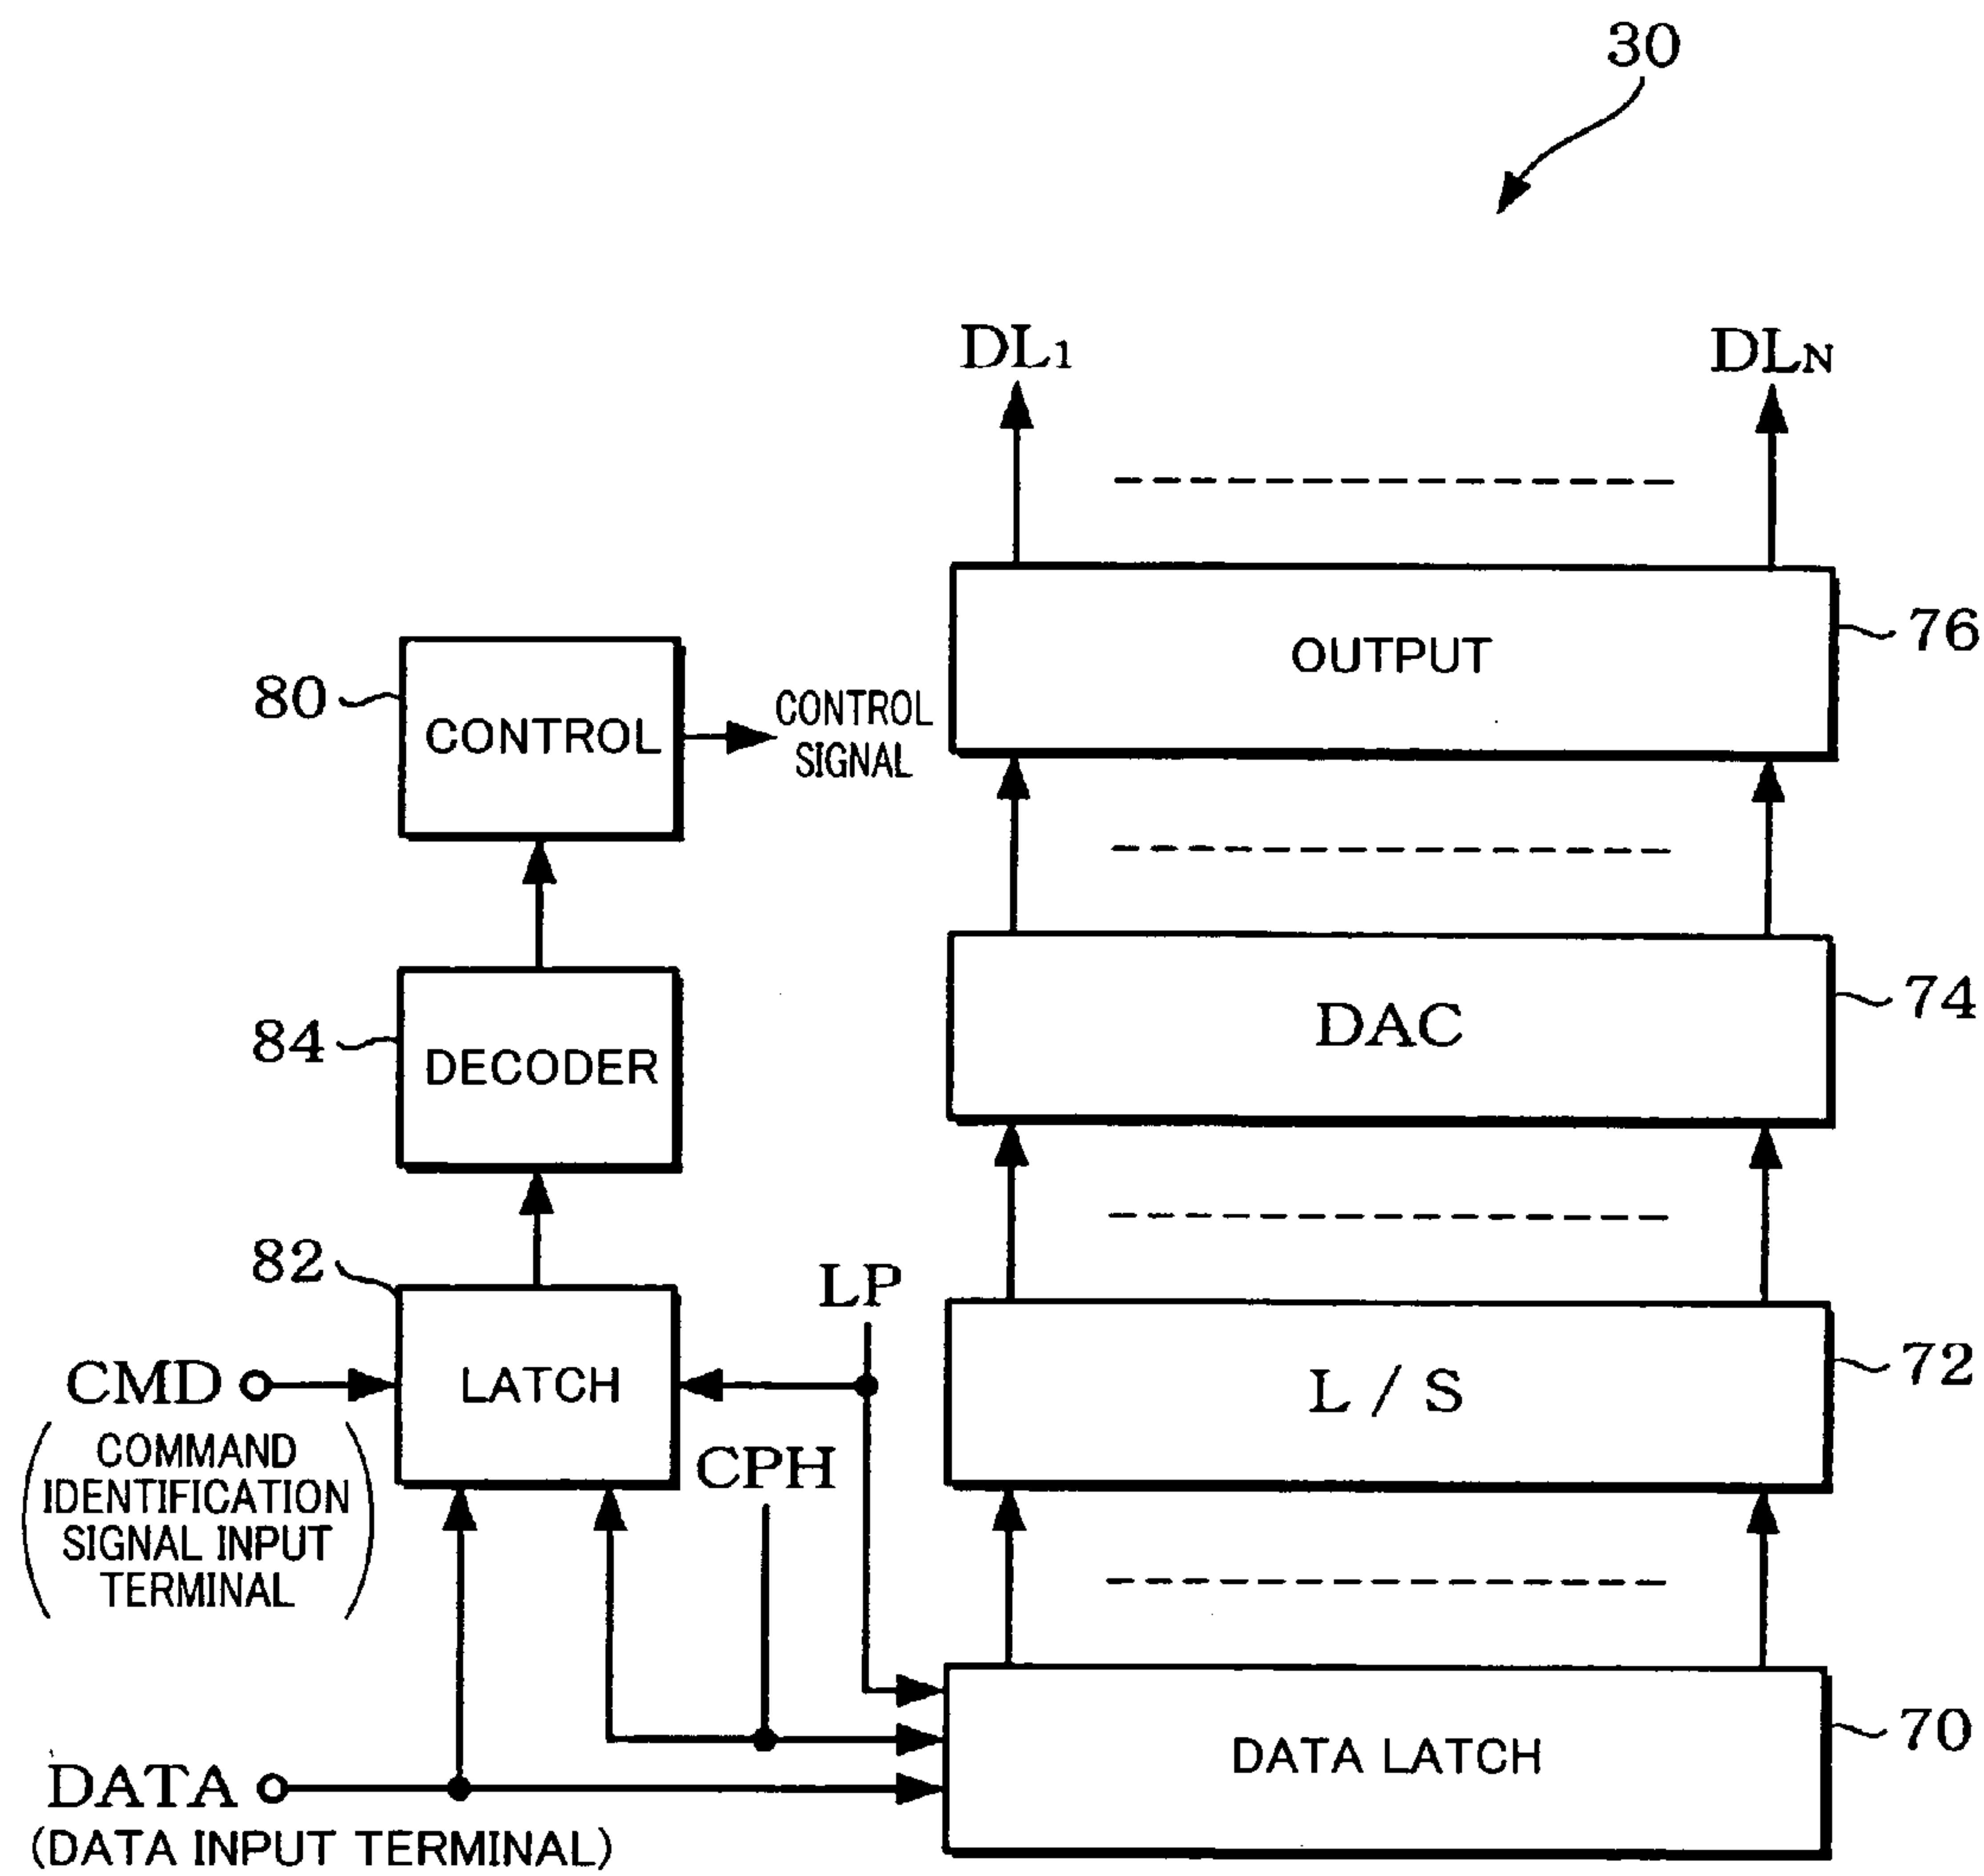 30
DL1
DLN
OUTPUT
76
80
CONTROL
CONTROL
SIGNAL
DAC
74
84
DECODER
82
LATCH
LP
L / S
72
CMD
COMMAND
IDENTIFICATION
SIGNAL INPUT
TERMINAL
CPH
DATA LATCH
70
DATA
(DATA INPUT TERMINAL)